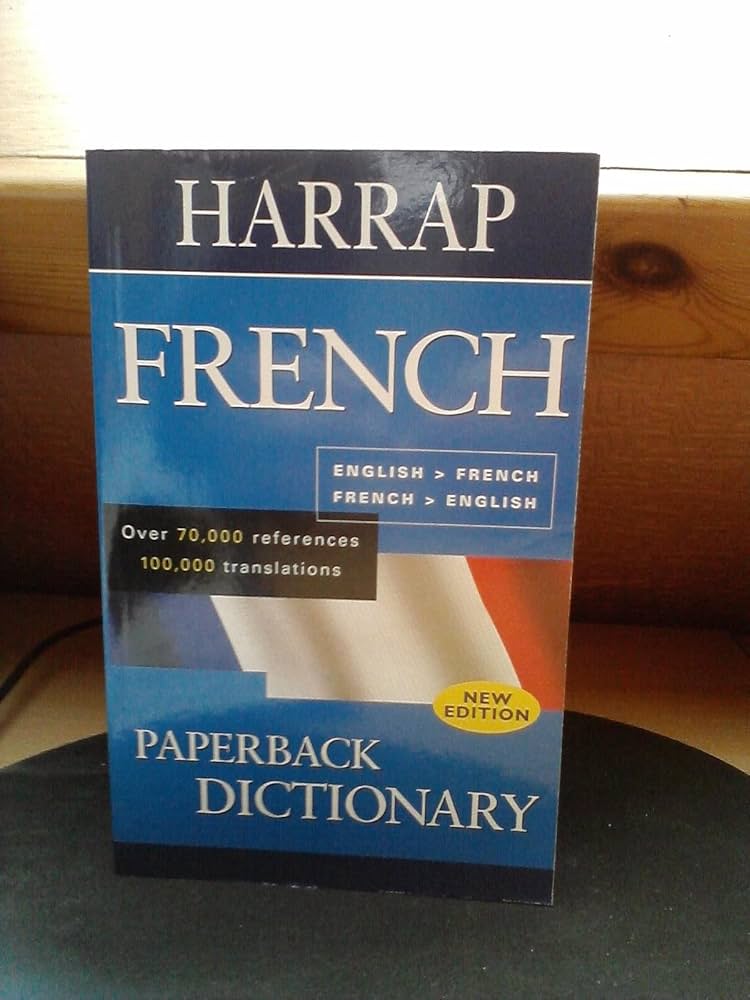 HARRAP
FRENCH
ENGLISH > FRENCH
FRENCH > ENGLISH
Over 70,000 references
100,000 translations
NEW
EDITION
PAPERBACK
DICTIONARY